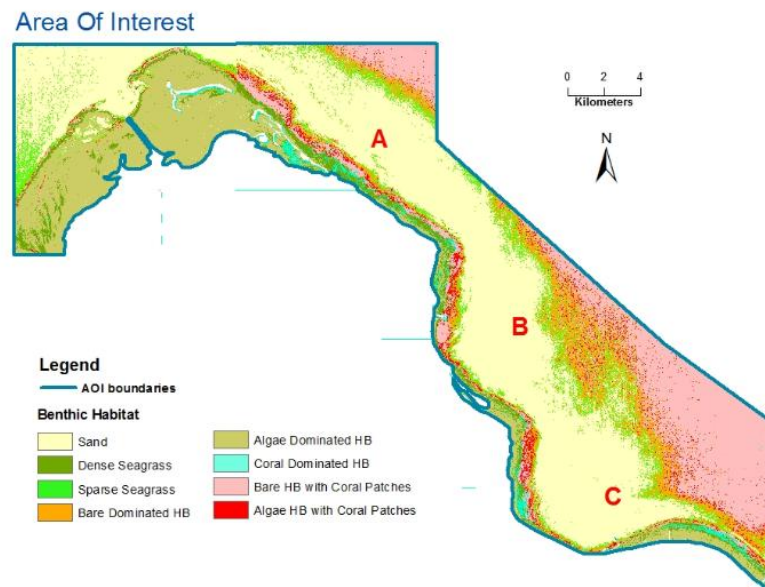 Area Of Interest
0 2 4
Kilometers
N
A
B
C
Legend
AOI boundaries
Benthic Habitat
Sand
Dense Seagrass
Sparse Seagrass
Bare Dominated HB
Algae Dominated HB
Coral Dominated HB
Bare HB with Coral Patches
Algae HB with Coral Patches